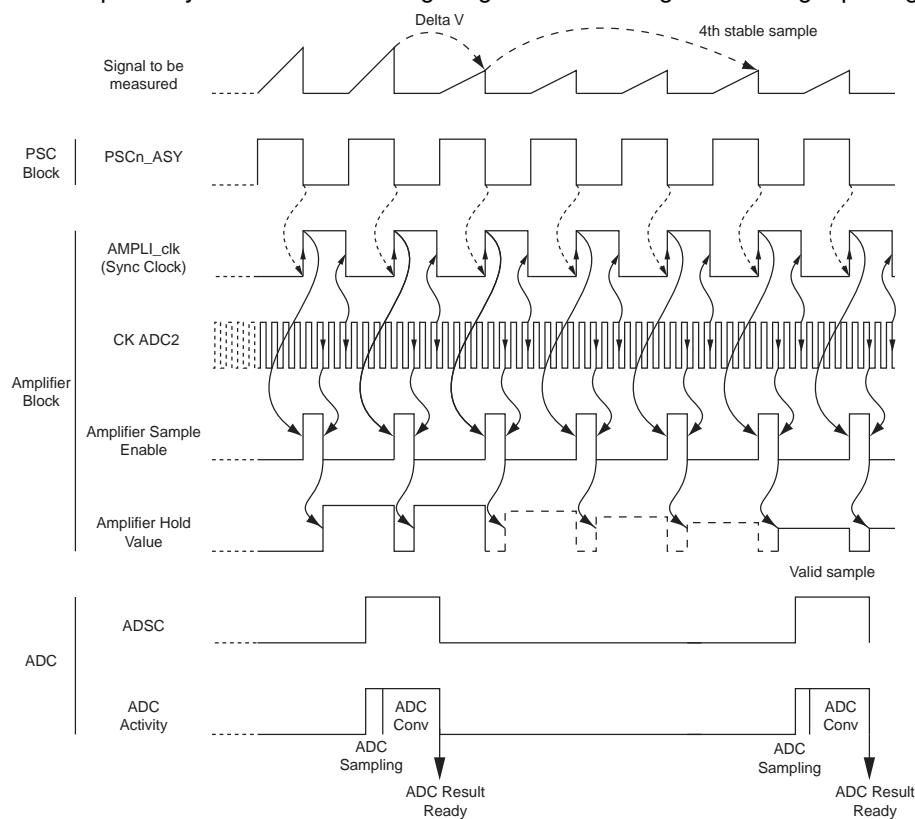 Delta V
4th stable sample
Signal to be
measured
PSC
Block
PSCn_ASY
AMPLI_clk
(Sync Clock)
CK ADC2
Amplifier
Block
Amplifier Sample
Enable
Amplifier Hold
Value
Valid sample
ADSC
ADC
ADC
Activity
ADC
Conv
ADC
Conv
ADC
Sampling
ADC
Sampling
ADC Result
Ready
ADC Result
Ready